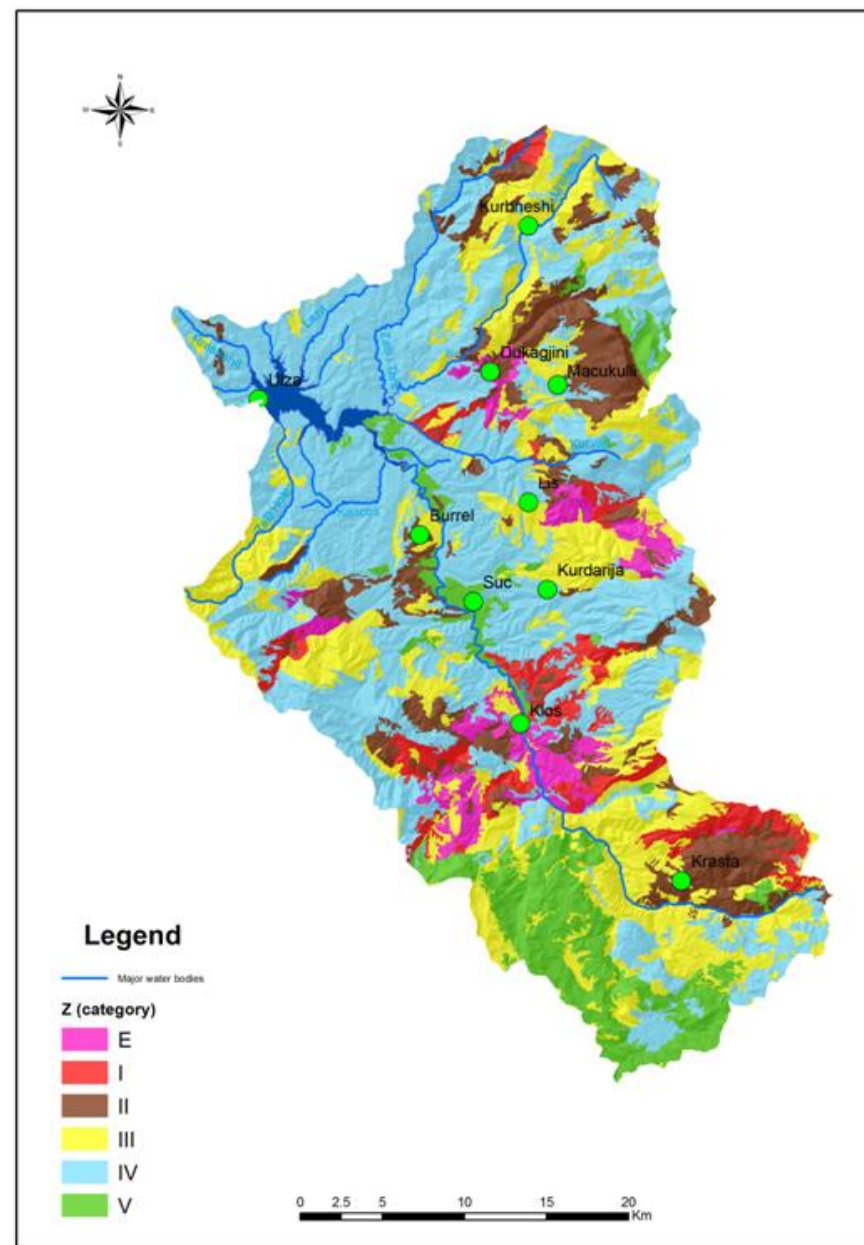 N
W
E
S
Kurbheshi
Dukagjini
Macukulli
Ulza
Lis
Burrel
Kurdarija
Suc
Klos
Krasta
Legend
Major water bodies
Z (category)
E
I
II
III
IV
V
0 2.5 5 10 15 20
Km